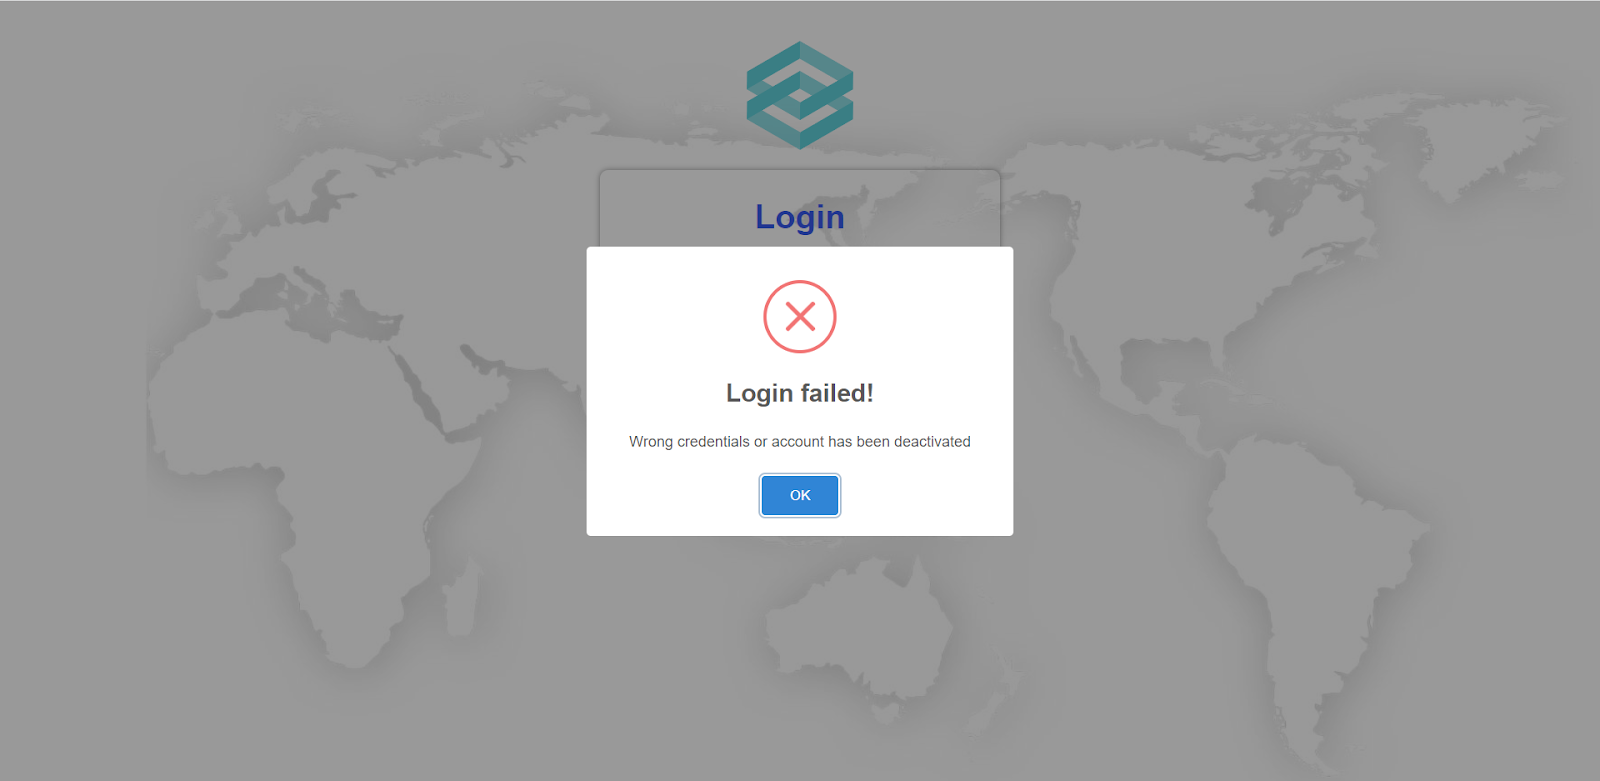 Login
Login failed!
Wrong credentials or account has been deactivated
OK